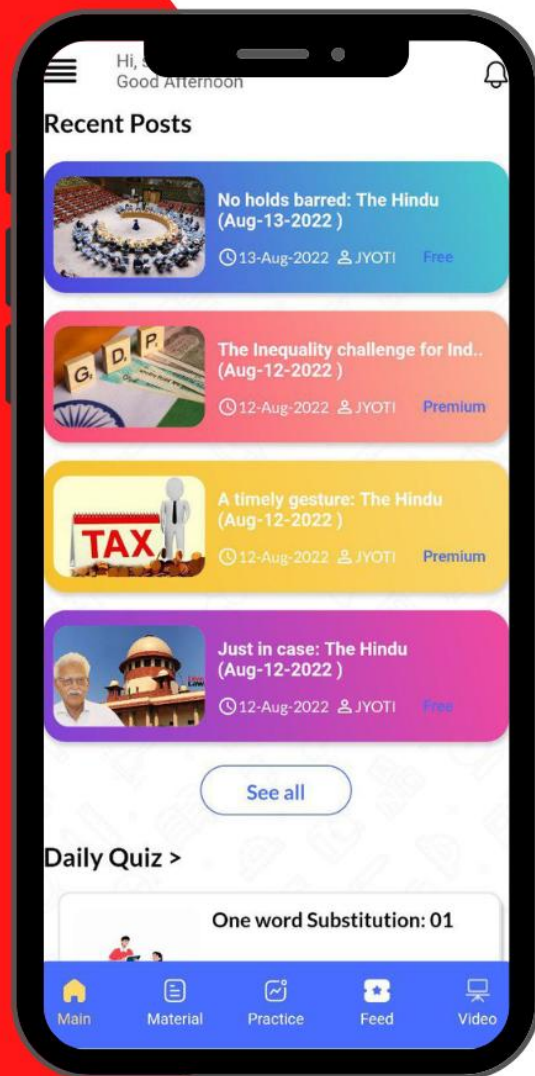 Hi,
Good Afternoon
Recent Posts
No holds barred: The Hindu
(Aug-13-2022 )
13-Aug-2022 JYOTI Free
G D P
The Inequality challenge for Ind..
(Aug-12-2022 )
12-Aug-2022 JYOTI Premium
TAX
A timely gesture: The Hindu
(Aug-12-2022 )
12-Aug-2022 JYOTI Premium
Just in case: The Hindu
(Aug-12-2022 )
12-Aug-2022 JYOTI Free
See all
Daily Quiz >
One word Substitution: 01
Main Material Practice Feed Video